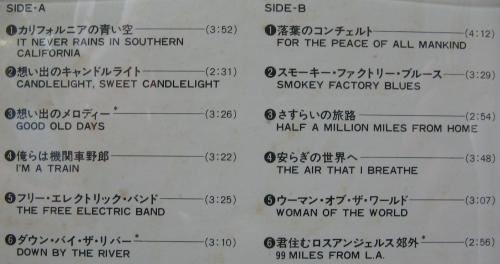 SIDE-A
❶カリフォルニアの青い空 (3:52)
IT NEVER RAINS IN SOUTHERN
CALIFORNIA
❷想い出のキャンドルライト (2:31)
CANDLELIGHT, SWEET CANDLELIGHT
❸想い出のメロディー* (3:26)
GOOD OLD DAYS
❹俺らは機関車野郎 (3:22)
I'M A TRAIN
❺フリー・エレクトリック・バンド (3:25)
THE FREE ELECTRIC BAND
❻ダウン・バイ・ザ・リバー* (3:10)
DOWN BY THE RIVER
SIDE-B
❶落葉のコンチェルト (4:12)
FOR THE PEACE OF ALL MANKIND
❷スモーキー・ファクトリー・ブルース (3:29)
SMOKEY FACTORY BLUES
❸さすらいの旅路 (2:54)
HALF A MILLION MILES FROM HOME
❹安らぎの世界へ (3:48)
THE AIR THAT I BREATHE
❺ウーマン・オブ・ザ・ワールド (3:07)
WOMAN OF THE WORLD
❻君住むロスアンジェルス郊外* (2:56)
99 MILES FROM L.A.